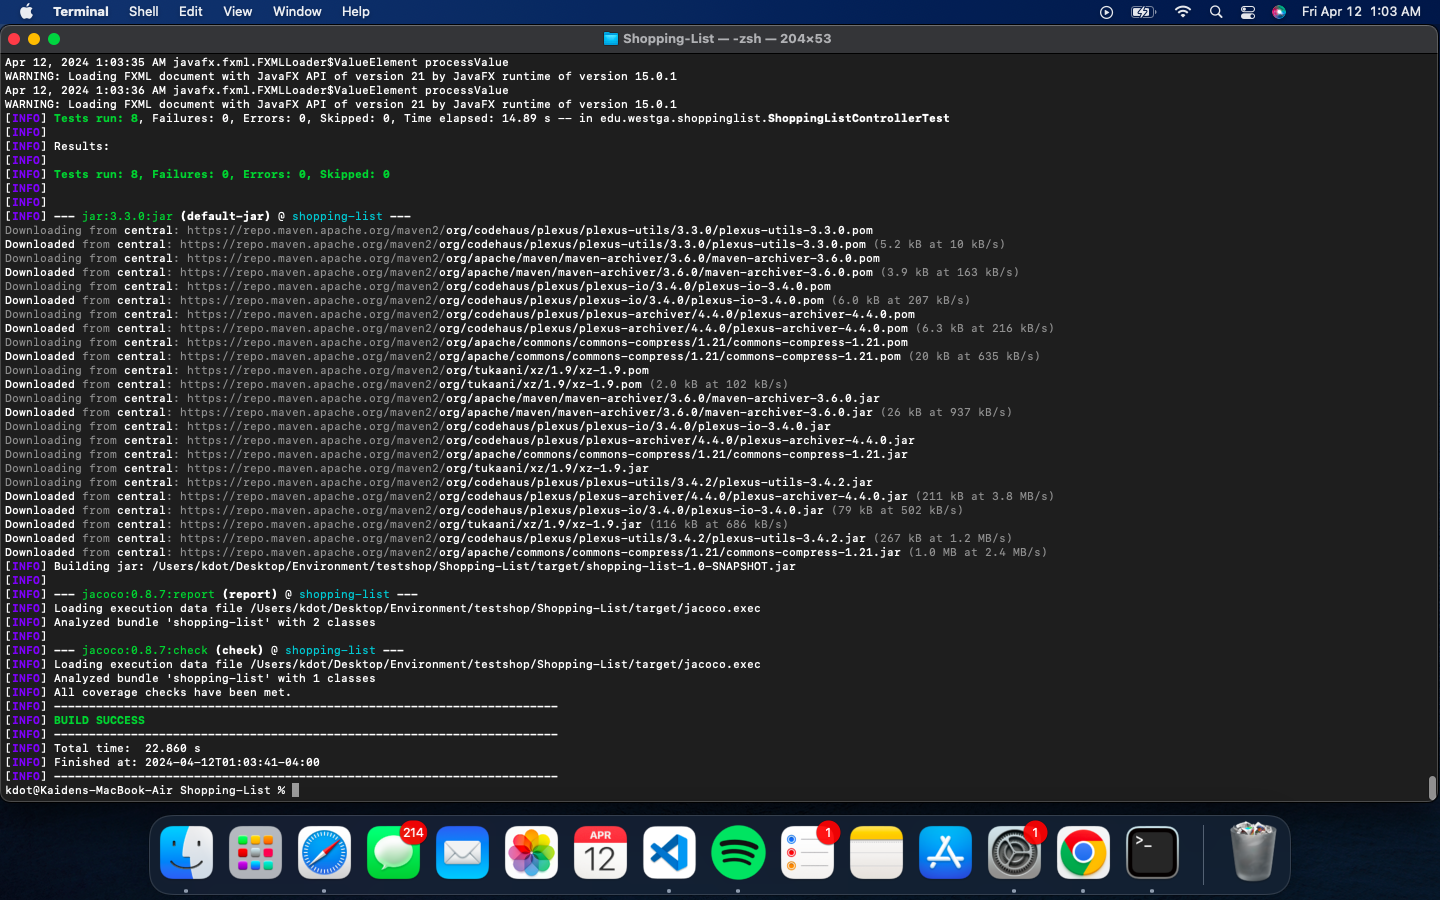 Terminal Shell Edit View Window Help Fri Apr 12 1:03 AM
Shopping-List — -zsh — 204×53
Apr 12, 2024 1:03:35 AM javafx.fxml.FXMLLoader$ValueElement processValue
WARNING: Loading FXML document with JavaFX API of version 21 by JavaFX runtime of version 15.0.1
Apr 12, 2024 1:03:36 AM javafx.fxml.FXMLLoader$ValueElement processValue
WARNING: Loading FXML document with JavaFX API of version 21 by JavaFX runtime of version 15.0.1
[INFO] Tests run: 8, Failures: 0, Errors: 0, Skipped: 0, Time elapsed: 14.89 s -- in edu.westga.shoppinglist.ShoppingListControllerTest
[INFO]
[INFO] Results:
[INFO]
[INFO] Tests run: 8, Failures: 0, Errors: 0, Skipped: 0
[INFO]
[INFO]
[INFO] --- jar:3.3.0:jar (default-jar) @ shopping-list ---
Downloading from central: https://repo.maven.apache.org/maven2/org/codehaus/plexus/plexus-utils/3.3.0/plexus-utils-3.3.0.pom
Downloaded from central: https://repo.maven.apache.org/maven2/org/codehaus/plexus/plexus-utils/3.3.0/plexus-utils-3.3.0.pom (5.2 kB at 10 kB/s)
Downloading from central: https://repo.maven.apache.org/maven2/org/apache/maven/maven-archiver/3.6.0/maven-archiver-3.6.0.pom
Downloaded from central: https://repo.maven.apache.org/maven2/org/apache/maven/maven-archiver/3.6.0/maven-archiver-3.6.0.pom (3.9 kB at 163 kB/s)
Downloading from central: https://repo.maven.apache.org/maven2/org/codehaus/plexus/plexus-io/3.4.0/plexus-io-3.4.0.pom
Downloaded from central: https://repo.maven.apache.org/maven2/org/codehaus/plexus/plexus-io/3.4.0/plexus-io-3.4.0.pom (6.0 kB at 207 kB/s)
Downloading from central: https://repo.maven.apache.org/maven2/org/codehaus/plexus/plexus-archiver/4.4.0/plexus-archiver-4.4.0.pom
Downloaded from central: https://repo.maven.apache.org/maven2/org/codehaus/plexus/plexus-archiver/4.4.0/plexus-archiver-4.4.0.pom (6.3 kB at 216 kB/s)
Downloading from central: https://repo.maven.apache.org/maven2/org/apache/commons/commons-compress/1.21/commons-compress-1.21.pom
Downloaded from central: https://repo.maven.apache.org/maven2/org/apache/commons/commons-compress/1.21/commons-compress-1.21.pom (20 kB at 635 kB/s)
Downloading from central: https://repo.maven.apache.org/maven2/org/tukaani/xz/1.9/xz-1.9.pom
Downloaded from central: https://repo.maven.apache.org/maven2/org/tukaani/xz/1.9/xz-1.9.pom (2.0 kB at 102 kB/s)
Downloading from central: https://repo.maven.apache.org/maven2/org/apache/maven/maven-archiver/3.6.0/maven-archiver-3.6.0.jar
Downloaded from central: https://repo.maven.apache.org/maven2/org/apache/maven/maven-archiver/3.6.0/maven-archiver-3.6.0.jar (26 kB at 937 kB/s)
Downloading from central: https://repo.maven.apache.org/maven2/org/codehaus/plexus/plexus-io/3.4.0/plexus-io-3.4.0.jar
Downloading from central: https://repo.maven.apache.org/maven2/org/codehaus/plexus/plexus-archiver/4.4.0/plexus-archiver-4.4.0.jar
Downloading from central: https://repo.maven.apache.org/maven2/org/apache/commons/commons-compress/1.21/commons-compress-1.21.jar
Downloading from central: https://repo.maven.apache.org/maven2/org/tukaani/xz/1.9/xz-1.9.jar
Downloading from central: https://repo.maven.apache.org/maven2/org/codehaus/plexus/plexus-utils/3.4.2/plexus-utils-3.4.2.jar
Downloaded from central: https://repo.maven.apache.org/maven2/org/codehaus/plexus/plexus-archiver/4.4.0/plexus-archiver-4.4.0.jar (211 kB at 3.8 MB/s)
Downloaded from central: https://repo.maven.apache.org/maven2/org/codehaus/plexus/plexus-io/3.4.0/plexus-io-3.4.0.jar (79 kB at 502 kB/s)
Downloaded from central: https://repo.maven.apache.org/maven2/org/tukaani/xz/1.9/xz-1.9.jar (116 kB at 686 kB/s)
Downloaded from central: https://repo.maven.apache.org/maven2/org/codehaus/plexus/plexus-utils/3.4.2/plexus-utils-3.4.2.jar (267 kB at 1.2 MB/s)
Downloaded from central: https://repo.maven.apache.org/maven2/org/apache/commons/commons-compress/1.21/commons-compress-1.21.jar (1.0 MB at 2.4 MB/s)
[INFO] Building jar: /Users/kdot/Desktop/Environment/testshop/Shopping-List/target/shopping-list-1.0-SNAPSHOT.jar
[INFO]
[INFO] --- jacoco:0.8.7:report (report) @ shopping-list ---
[INFO] Loading execution data file /Users/kdot/Desktop/Environment/testshop/Shopping-List/target/jacoco.exec
[INFO] Analyzed bundle 'shopping-list' with 2 classes
[INFO]
[INFO] --- jacoco:0.8.7:check (check) @ shopping-list ---
[INFO] Loading execution data file /Users/kdot/Desktop/Environment/testshop/Shopping-List/target/jacoco.exec
[INFO] Analyzed bundle 'shopping-list' with 1 classes
[INFO] All coverage checks have been met.
[INFO] ------------------------------------------------------------------------
[INFO] BUILD SUCCESS
[INFO] ------------------------------------------------------------------------
[INFO] Total time:  22.860 s
[INFO] Finished at: 2024-04-12T01:03:41-04:00
[INFO] ------------------------------------------------------------------------
kdot@Kaidens-MacBook-Air Shopping-List %
214 APR 12 1 1 >_